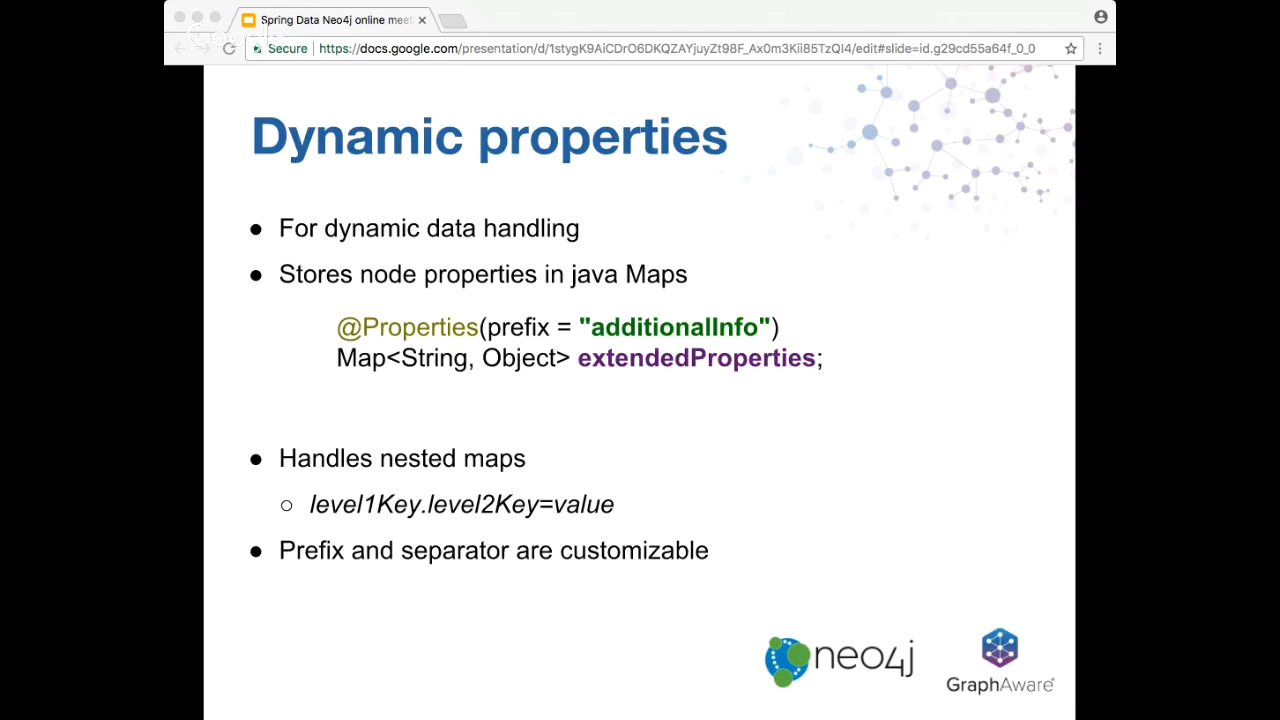 Spring Data Neo4j online meet
Google
Secure | https://docs.google.com/presentation/d/1stygK9AiCDrO6DKQZAYjuyZt98F_Ax0m3Kii85TzQI4/edit#slide=id.g29cd55a64f_0_0
Dynamic properties
● For dynamic data handling
● Stores node properties in java Maps
@Properties(prefix = "additionalInfo")
Map<String, Object> extendedProperties;
● Handles nested maps
○ level1Key.level2Key=value
● Prefix and separator are customizable
neo4j
GraphAware®